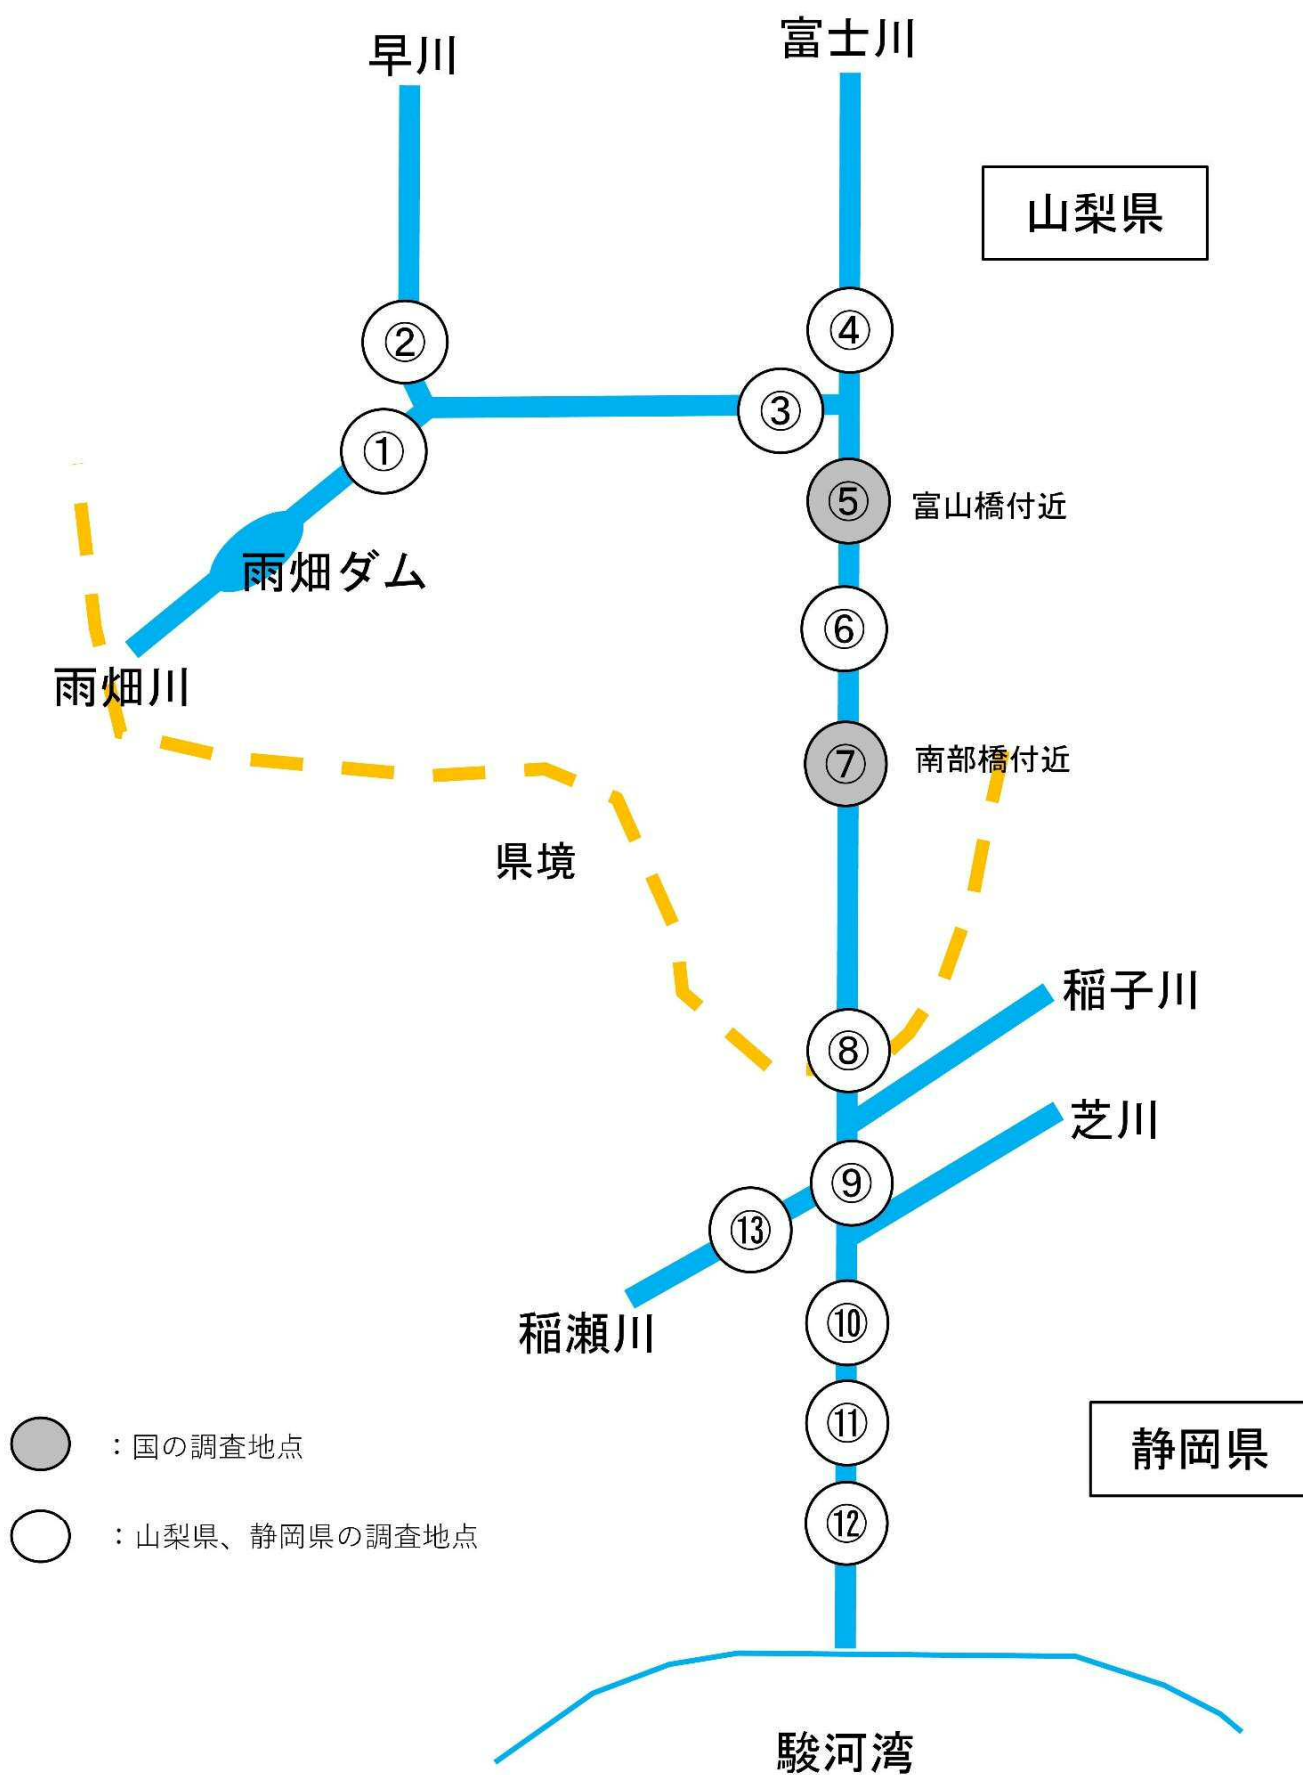 早川
富士川
山梨県
②
④
③
①
⑤
富山橋付近
雨畑ダム
⑥
雨畑川
⑦
南部橋付近
県境
稲子川
⑧
芝川
⑨
⑬
稲瀬川
⑩
⑪
静岡県
：国の調査地点
⑫
：山梨県、静岡県の調査地点
駿河湾